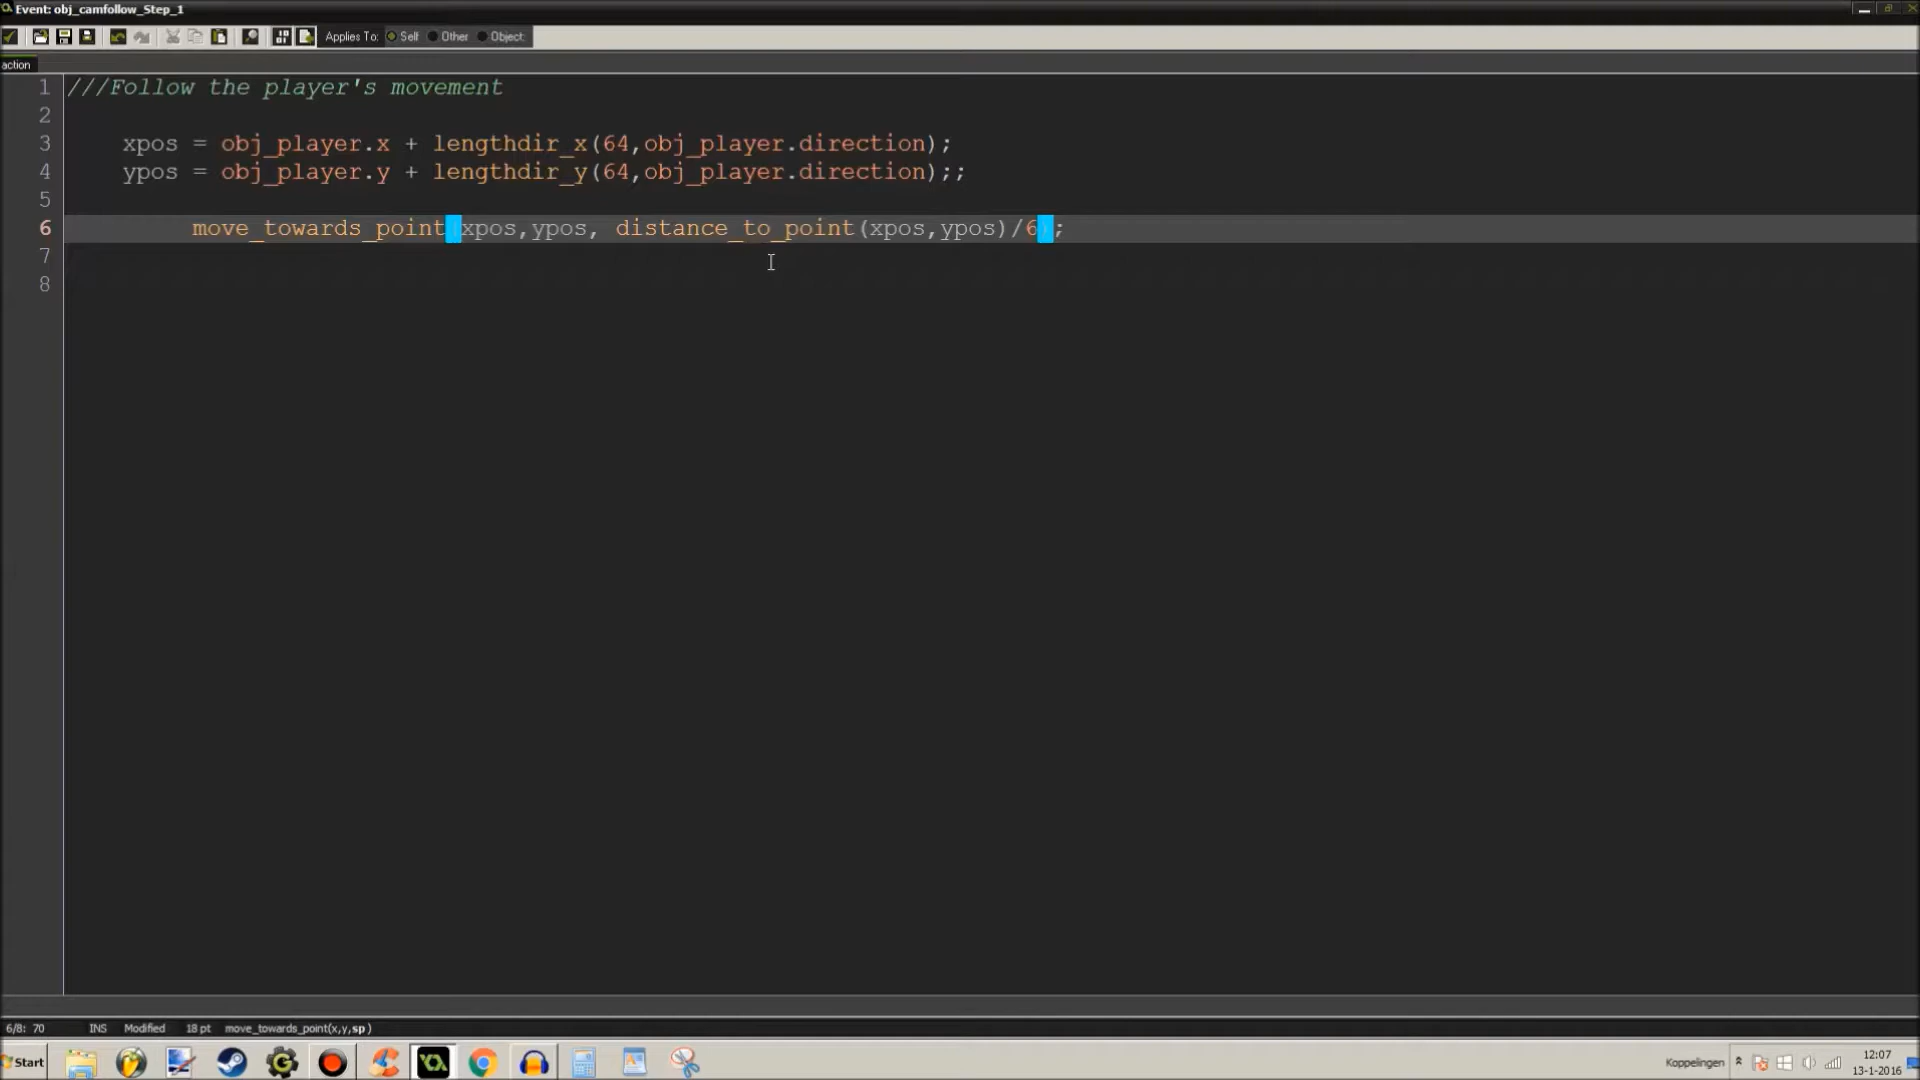 Event: obj_camfollow_Step_1
Applies To: Self Other Object:
action
1 ///Follow the player's movement
2
3 xpos = obj_player.x + lengthdir_x(64,obj_player.direction);
4 ypos = obj_player.y + lengthdir_y(64,obj_player.direction);;
5
6 move_towards_point(xpos,ypos, distance_to_point(xpos,ypos)/6);
7
8
6/8: 70 INS Modified 18 pt move_towards_point(x,y,sp)
Start Koppelingen 12:07
13-1-2016